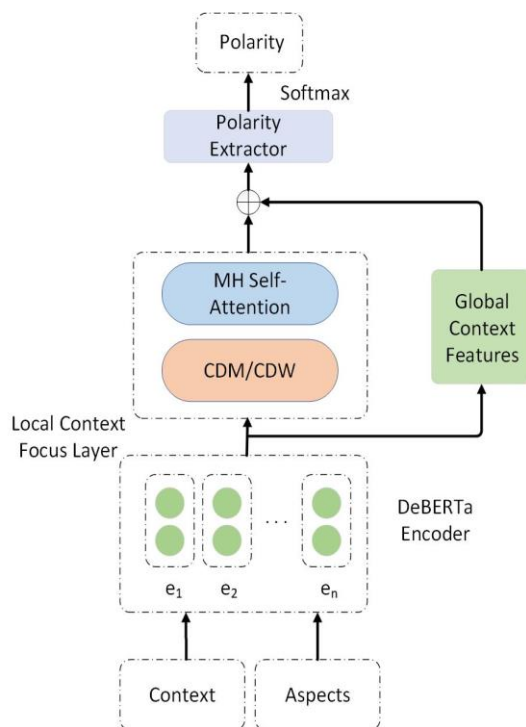 Polarity
Softmax
Polarity
Extractor
MH Self-
Attention
CDM/CDW
Global
Context
Features
Local Context
Focus Layer
DeBERTa
Encoder
. . .
e₁ e₂ eₙ
Context Aspects